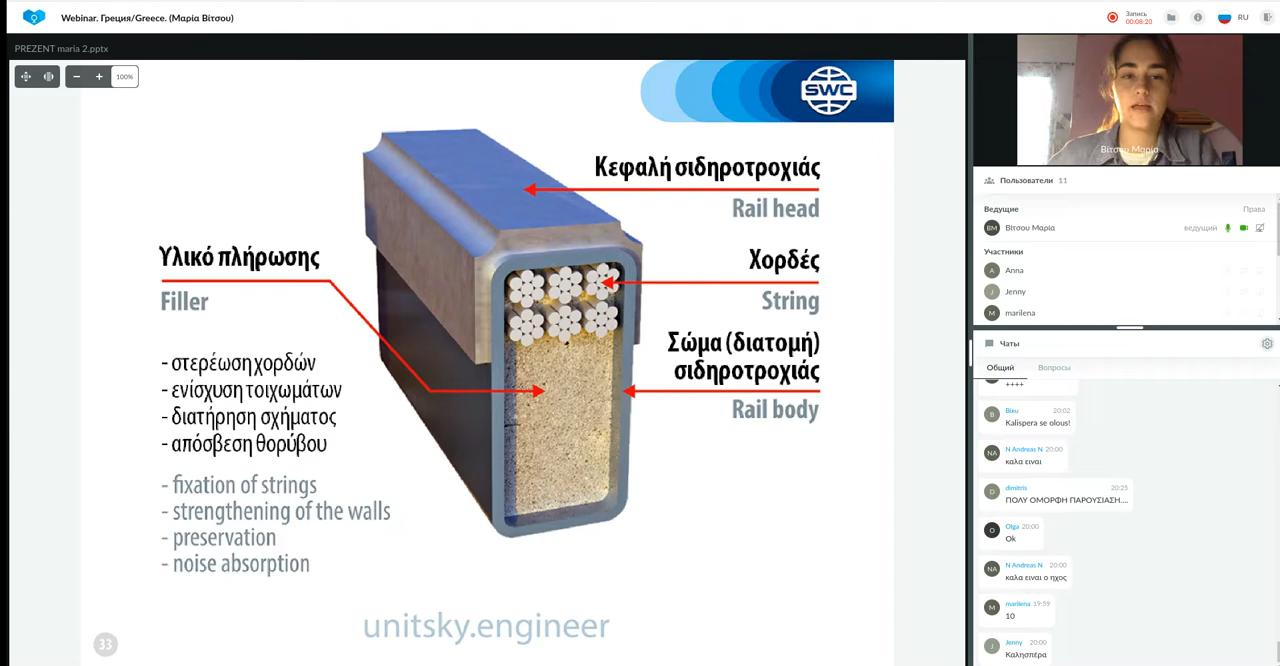 Webinar. Греция/Greece. (Μαρία Βίτσου)
Запись
00:08:20
RU
PREZENT maria 2.pptx
100%
SWC
Κεφαλή σιδηροτροχιάς
Rail head
Υλικό πλήρωσης
Filler
Χορδές
String
Σώμα (διατομή)
σιδηροτροχιάς
Rail body
- στερέωση χορδών
- ενίσχυση τοιχωμάτων
- διατήρηση σχήματος
- απόσβεση θορύβου
- fixation of strings
- strengthening of the walls
- preservation
- noise absorption
unitsky.engineer
33
Βίτσου Μαρία
Пользователи 11
Ведущие Права
ΒΜ Βίτσου Μαρία ведущий
Участники
A Anna
J Jenny
M marilena
Чаты
Общий Вопросы
++++
B Bixu 20:02
Kalispera se olous!
NA N Andreas N 20:00
καλα ειναι
D dimitris 20:25
ΠΟΛΥ ΟΜΟΡΦΗ ΠΑΡΟΥΣΙΑΣΗ....
O Olga 20:00
Ok
NA N Andreas N 20:00
καλα ειναι ο ηχος
M marilena 19:59
10
J Jenny 20:00
Καλησπέρα